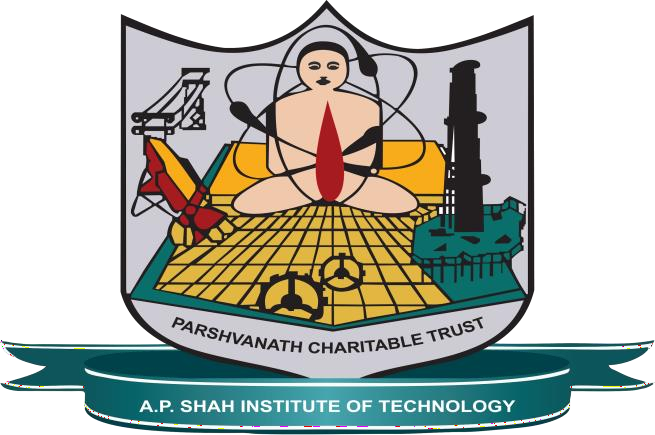 PARSHVANATH CHARITABLE TRUST
A.P. SHAH INSTITUTE OF TECHNOLOGY